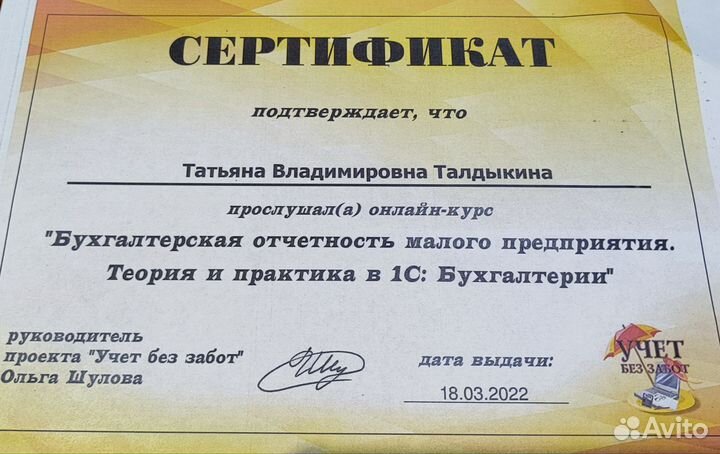 СЕРТИФИКАТ
подтверждает, что
Татьяна Владимировна Талдыкина
прослушал(а) онлайн-курс
"Бухгалтерская отчетность малого предприятия.
Теория и практика в 1С: Бухгалтерии"
руководитель
проекта "Учет без забот"
Ольга Шулова
дата выдачи:
18.03.2022
УЧЕТ
БЕЗ ЗАБОТ
Avito